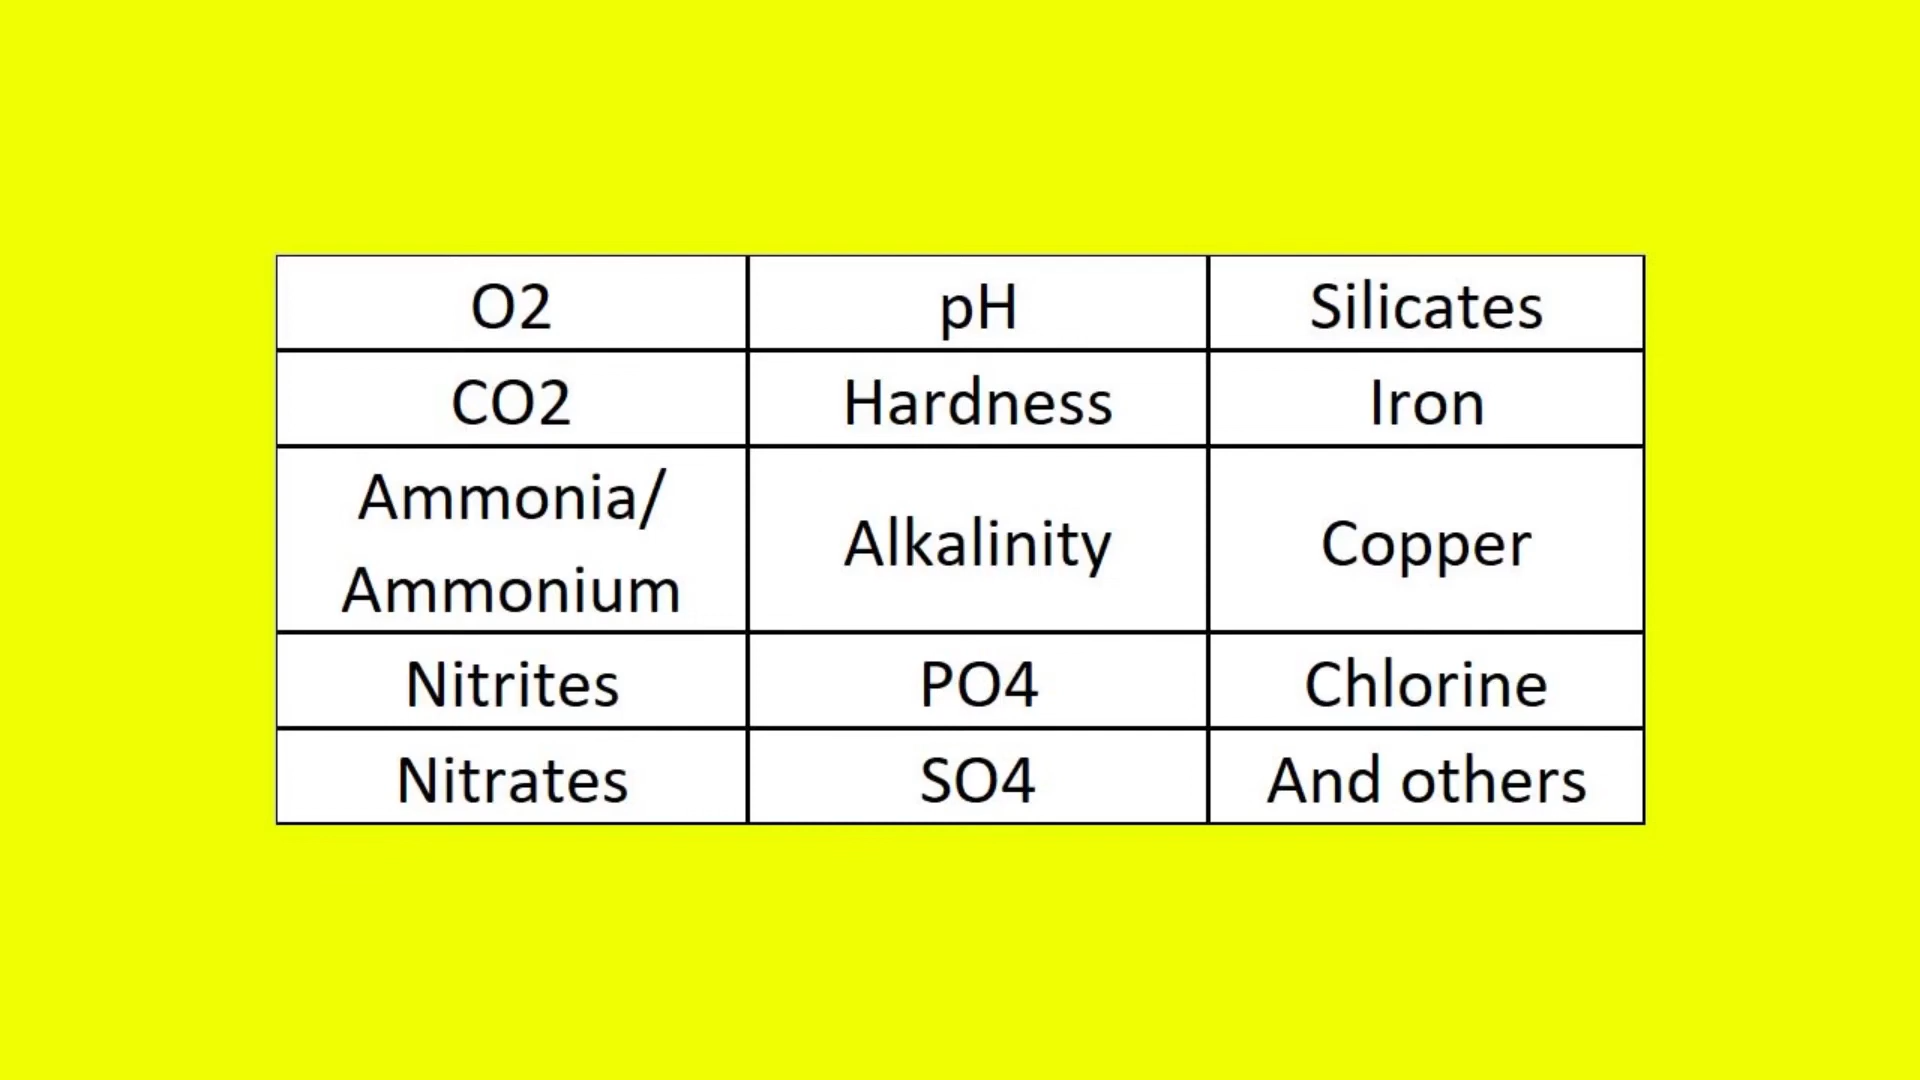 O2 pH Silicates
CO2 Hardness Iron
Ammonia/
Ammonium Alkalinity Copper
Nitrites PO4 Chlorine
Nitrates SO4 And others